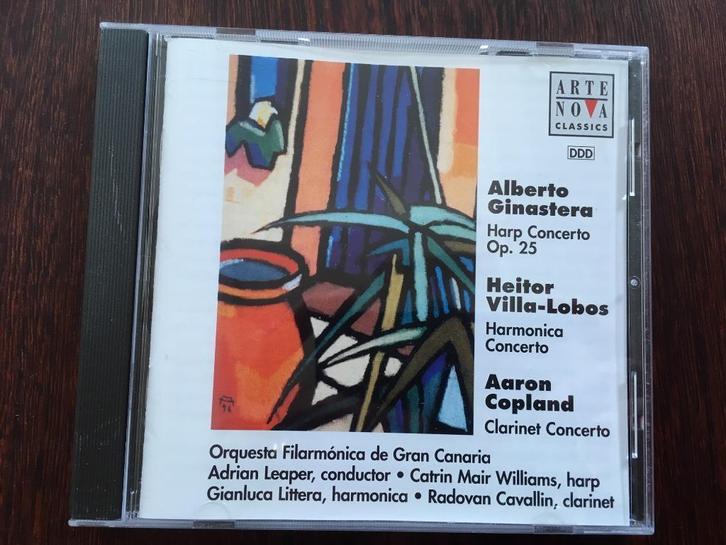 ARTE
NOVA
CLASSICS
DDD
Alberto
Ginastera
Harp Concerto
Op. 25
Heitor
Villa-Lobos
Harmonica
Concerto
Aaron
Copland
Clarinet Concerto
Orquesta Filarmónica de Gran Canaria
Adrian Leaper, conductor • Catrin Mair Williams, harp
Gianluca Littera, harmonica • Radovan Cavallin, clarinet